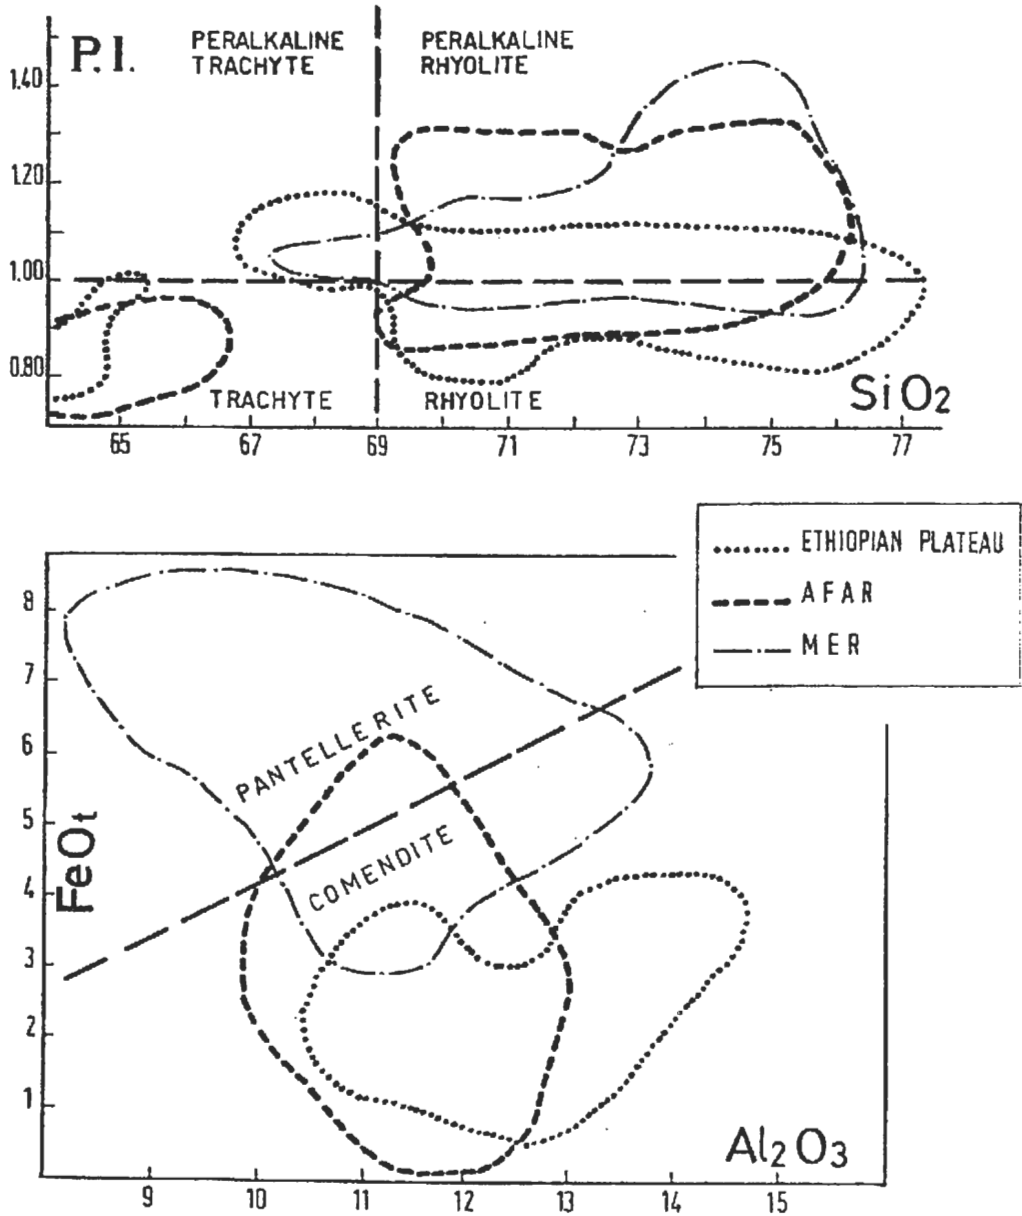 P.I.
PERALKALINE
TRACHYTE
PERALKALINE
RHYOLITE
1.40
1.30
1.20
1.00
0.80
TRACHYTE
RHYOLITE
SiO2
65
67
69
71
73
75
77
ETHIOPIAN PLATEAU
AFAR
MER
8
7
6
5
4
3
2
1
FeOt
PANTELLERITE
COMENDITE
Al2O3
9
10
11
12
13
14
15